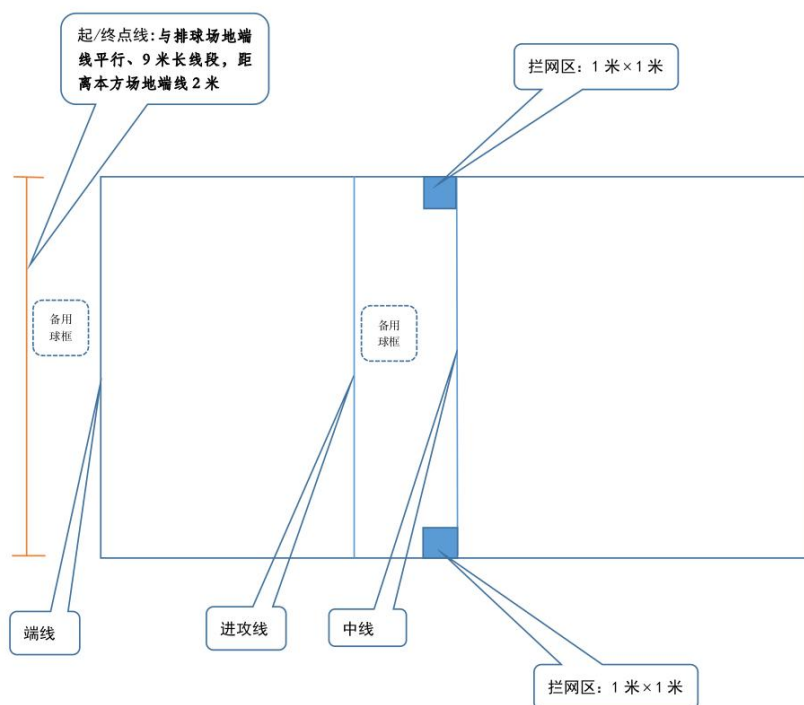 起/终点线:与排球场地端
线平行、9 米长线段，距
离本方场地端线 2 米
拦网区：1 米×1 米
备用
球框
备用
球框
端线
进攻线
中线
拦网区：1 米×1 米